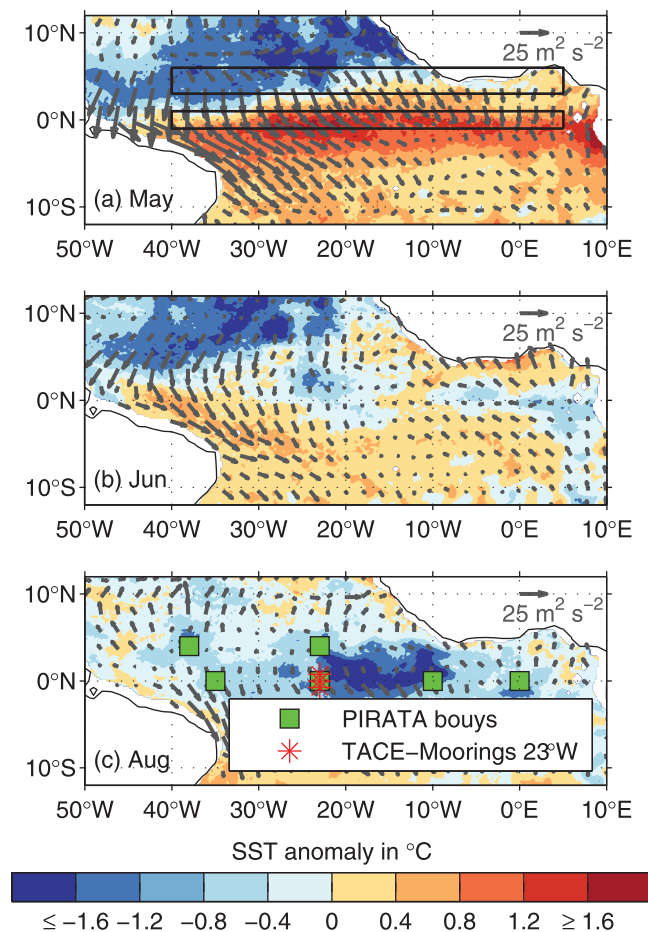 10°N
0°N
10°S
25 m² s⁻²
(a) May
50°W 40°W 30°W 20°W 10°W 0°E 10°E
10°N
0°N
10°S
25 m² s⁻²
(b) Jun
50°W 40°W 30°W 20°W 10°W 0°E 10°E
10°N
0°N
10°S
25 m² s⁻²
PIRATA bouys
TACE−Moorings 23°W
(c) Aug
50°W 40°W 30°W 20°W 10°W 0°E 10°E
SST anomaly in °C
≤ −1.6 −1.2 −0.8 −0.4 0 0.4 0.8 1.2 ≥ 1.6